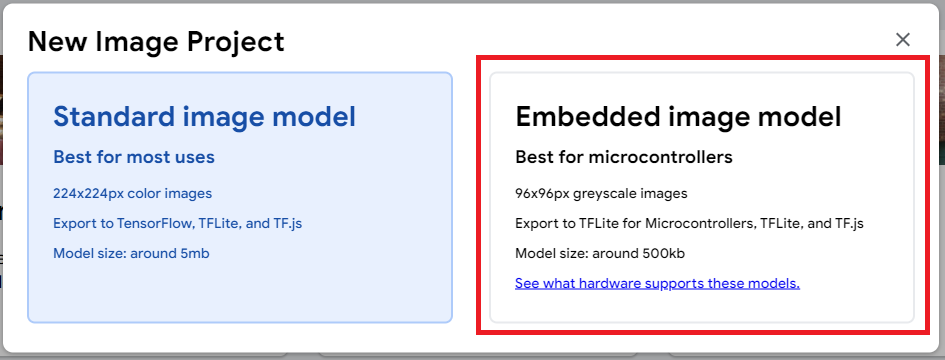 New Image Project
Standard image model
Best for most uses
224x224px color images
Export to TensorFlow, TFLite, and TF.js
Model size: around 5mb
Embedded image model
Best for microcontrollers
96x96px greyscale images
Export to TFLite for Microcontrollers, TFLite, and TF.js
Model size: around 500kb
See what hardware supports these models.